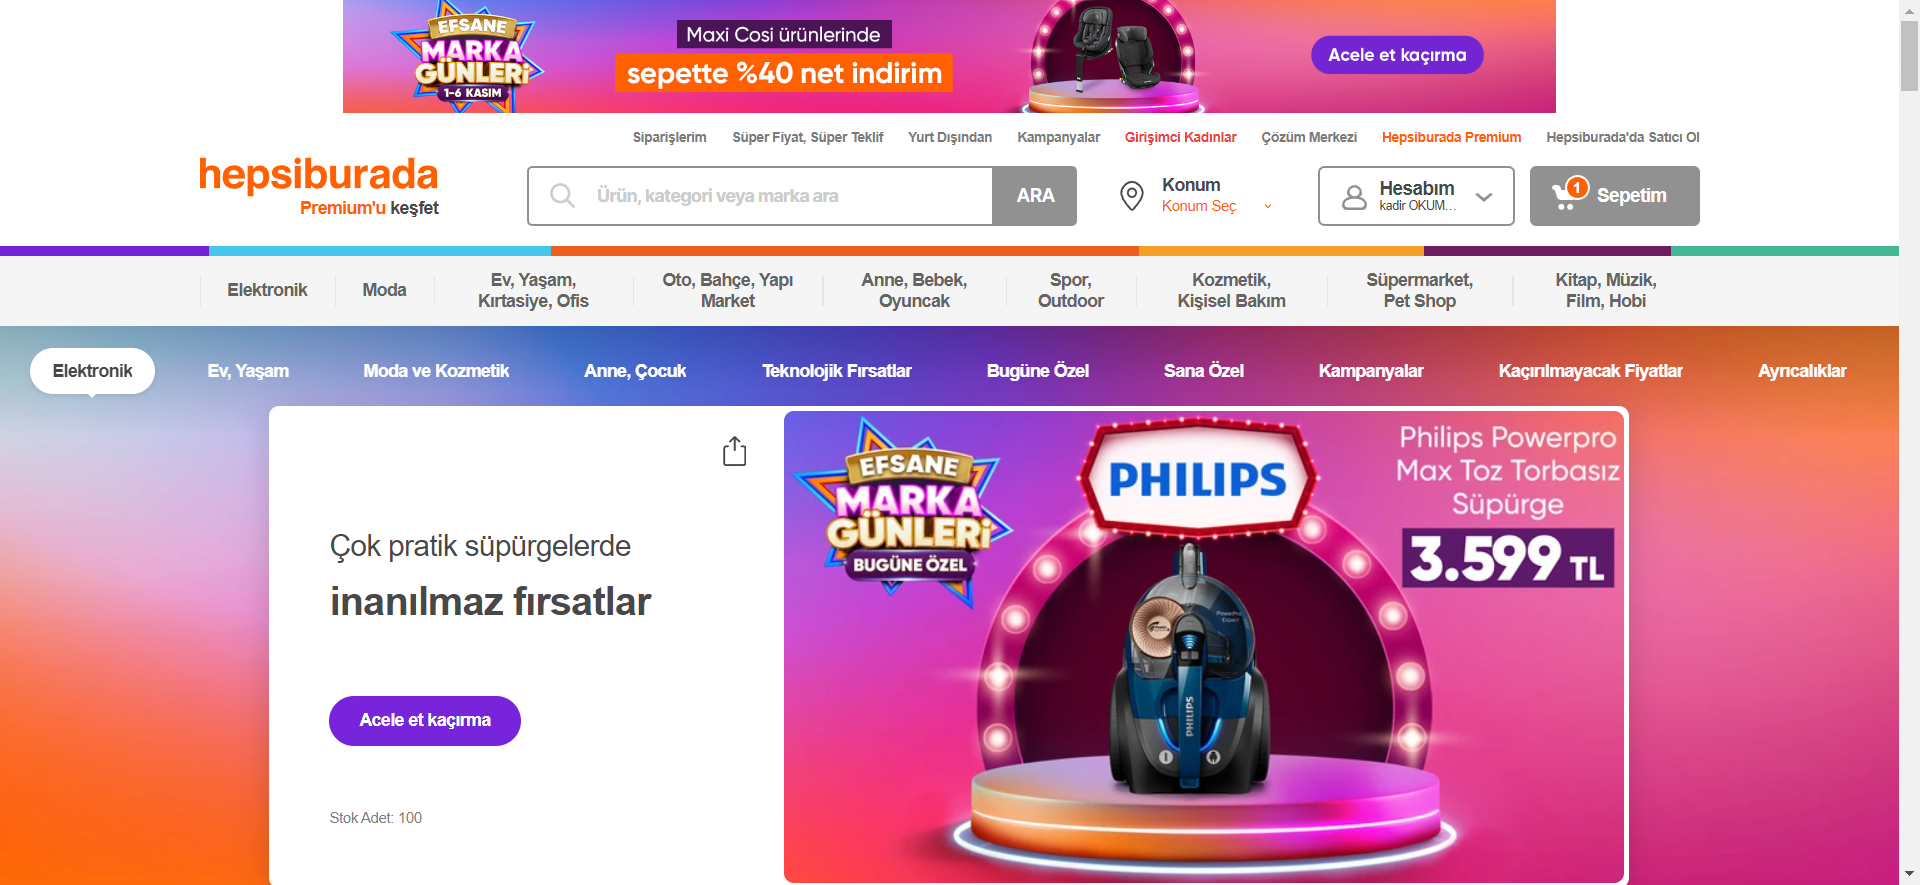 EFSANE
MARKA
GÜNLERİ
1-6 KASIM
Maxi Cosi ürünlerinde
sepette %40 net indirim
Acele et kaçırma
Siparişlerim Süper Fiyat, Süper Teklif Yurt Dışından Kampanyalar Girişimci Kadınlar Çözüm Merkezi Hepsiburada Premium Hepsiburada'da Satıcı Ol
hepsiburada
Premium'u keşfet
Ürün, kategori veya marka ara
ARA
Konum
Konum Seç
Hesabım
kadir OKUM...
1
Sepetim
Elektronik
Moda
Ev, Yaşam,
Kırtasiye, Ofis
Oto, Bahçe, Yapı
Market
Anne, Bebek,
Oyuncak
Spor,
Outdoor
Kozmetik,
Kişisel Bakım
Süpermarket,
Pet Shop
Kitap, Müzik,
Film, Hobi
Elektronik Ev, Yaşam Moda ve Kozmetik Anne, Çocuk Teknolojik Fırsatlar Bugüne Özel Sana Özel Kampanyalar Kaçırılmayacak Fiyatlar Ayrıcalıklar
Çok pratik süpürgelerde
inanılmaz fırsatlar
Acele et kaçırma
Stok Adet: 100
EFSANE
MARKA
GÜNLERİ
BUGÜNE ÖZEL
PHILIPS
Philips Powerpro
Max Toz Torbasız
Süpürge
3.599 TL
PowerPro
Expert
PHILIPS